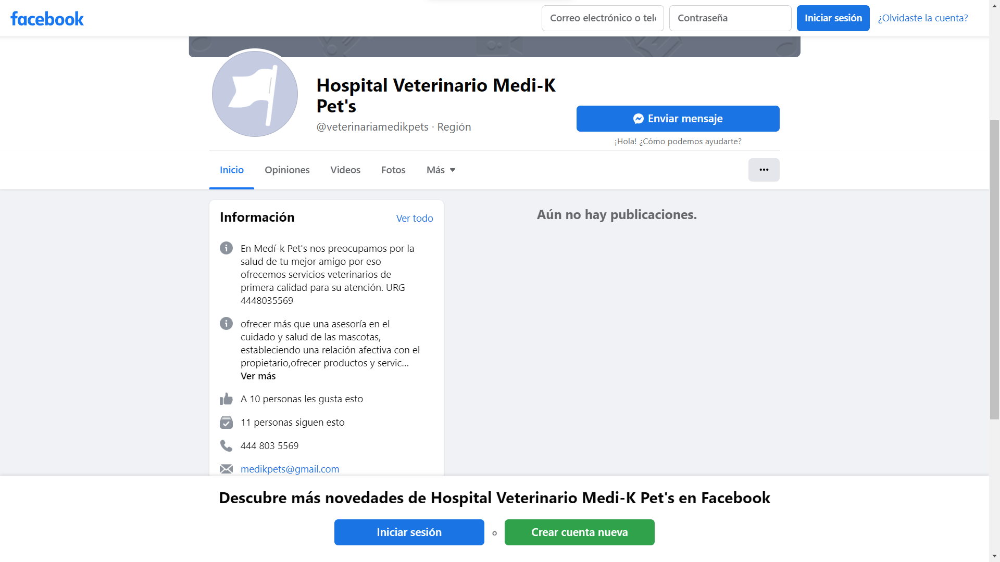 facebook
Correo electrónico o tel
Contraseña
Iniciar sesión
¿Olvidaste la cuenta?
Hospital Veterinario Medi-K
Pet's
@veterinariamedikpets · Región
Enviar mensaje
¡Hola! ¿Cómo podemos ayudarte?
Inicio
Opiniones
Videos
Fotos
Más
Información
Ver todo
Aún no hay publicaciones.
En Medí-k Pet's nos preocupamos por la
salud de tu mejor amigo por eso
ofrecemos servicios veterinarios de
primera calidad para su atención. URG
4448035569
ofrecer más que una asesoría en el
cuidado y salud de las mascotas,
estableciendo una relación afectiva con el
propietario,ofrecer productos y servic...
Ver más
A 10 personas les gusta esto
11 personas siguen esto
444 803 5569
medikpets@gmail.com
Descubre más novedades de Hospital Veterinario Medi-K Pet's en Facebook
Iniciar sesión
o
Crear cuenta nueva